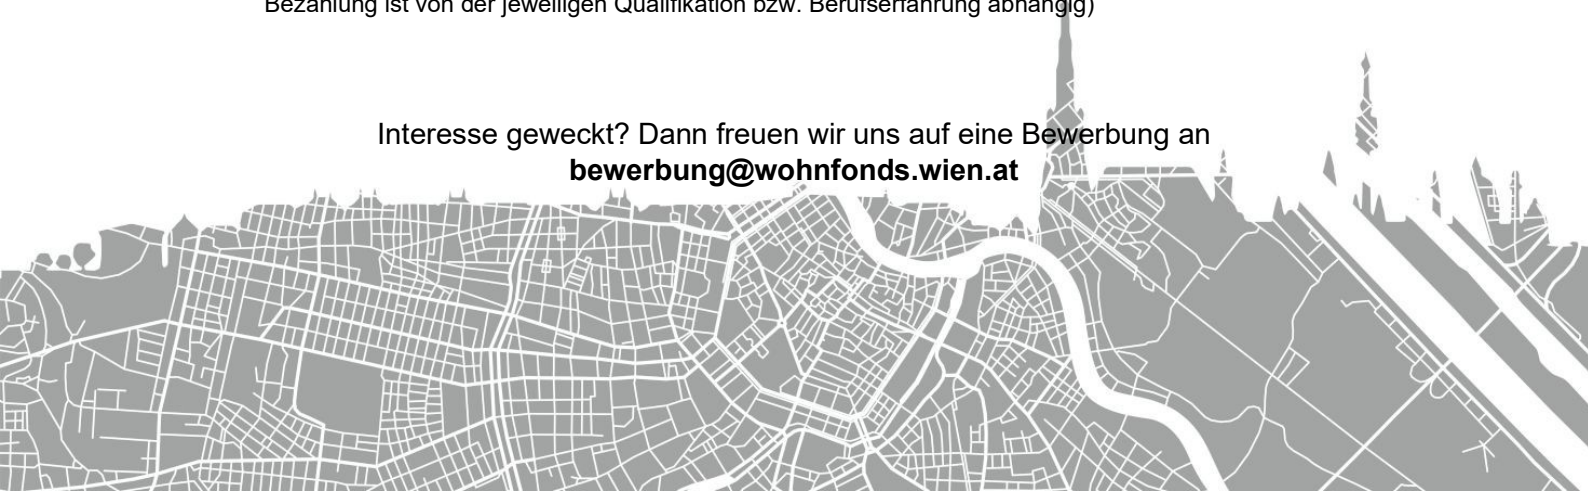 Bezahlung ist von der jeweiligen Qualifikation bzw. Berufserfahrung abhängig)
Interesse geweckt? Dann freuen wir uns auf eine Bewerbung an
bewerbung@wohnfonds.wien.at